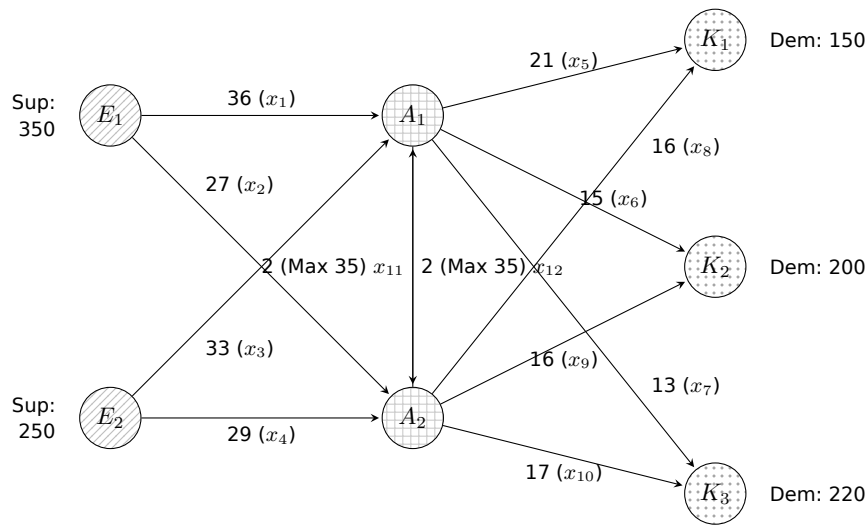 K₁
Dem: 150
21 (x₅)
Sup:
350
E₁
36 (x₁)
A₁
16 (x₈)
27 (x₂)
15 (x₆)
2 (Max 35) x₁₁
2 (Max 35) x₁₂
K₂
Dem: 200
33 (x₃)
16 (x₉)
13 (x₇)
Sup:
250
E₂
29 (x₄)
A₂
17 (x₁₀)
K₃
Dem: 220